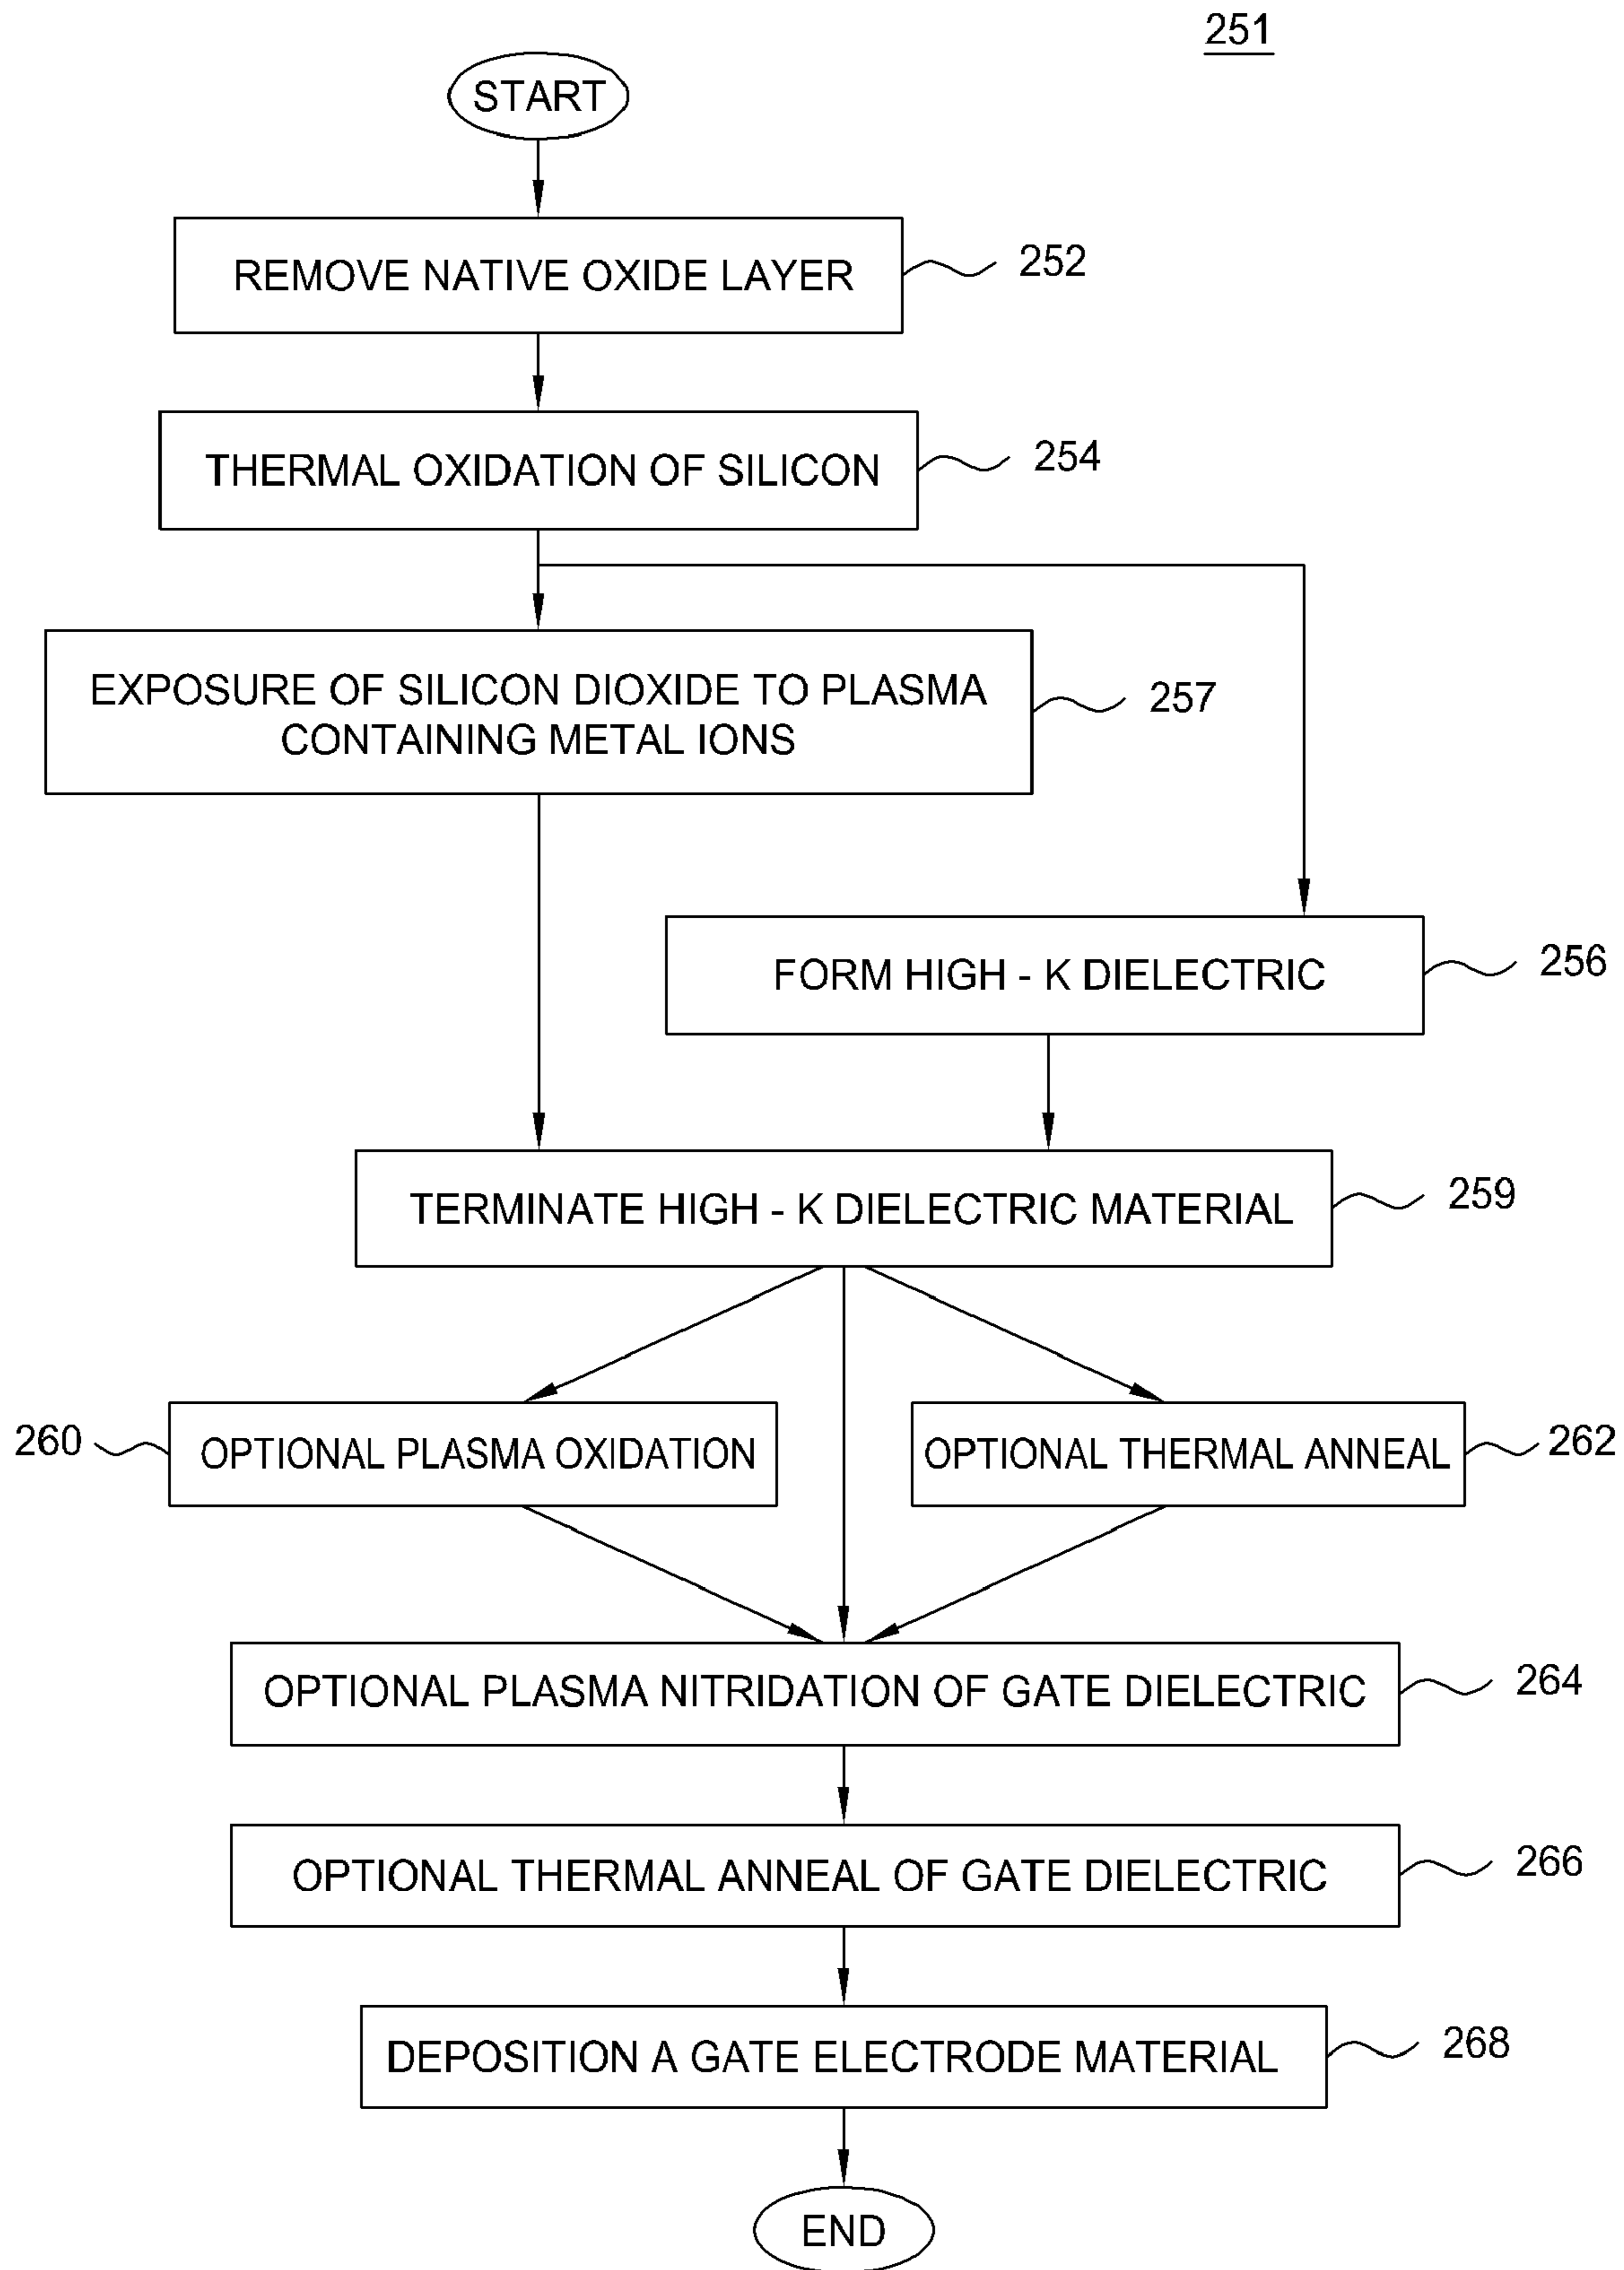 251
START
REMOVE NATIVE OXIDE LAYER
252
THERMAL OXIDATION OF SILICON
254
EXPOSURE OF SILICON DIOXIDE TO PLASMA
CONTAINING METAL IONS
257
FORM HIGH - K DIELECTRIC
256
TERMINATE HIGH - K DIELECTRIC MATERIAL
259
260
OPTIONAL PLASMA OXIDATION
OPTIONAL THERMAL ANNEAL
262
OPTIONAL PLASMA NITRIDATION OF GATE DIELECTRIC
264
OPTIONAL THERMAL ANNEAL OF GATE DIELECTRIC
266
DEPOSITION A GATE ELECTRODE MATERIAL
268
END